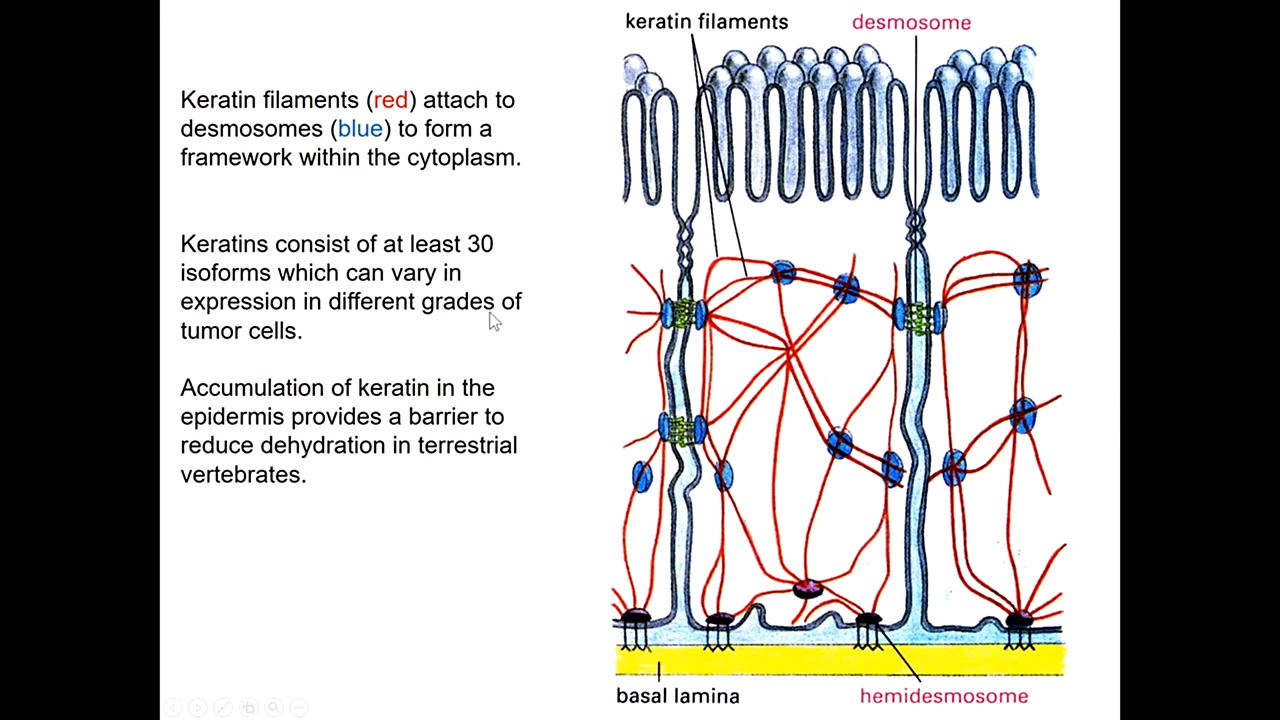 keratin filaments
desmosome
Keratin filaments (red) attach to
desmosomes (blue) to form a
framework within the cytoplasm.
Keratins consist of at least 30
isoforms which can vary in
expression in different grades of
tumor cells.
Accumulation of keratin in the
epidermis provides a barrier to
reduce dehydration in terrestrial
vertebrates.
basal lamina
hemidesmosome